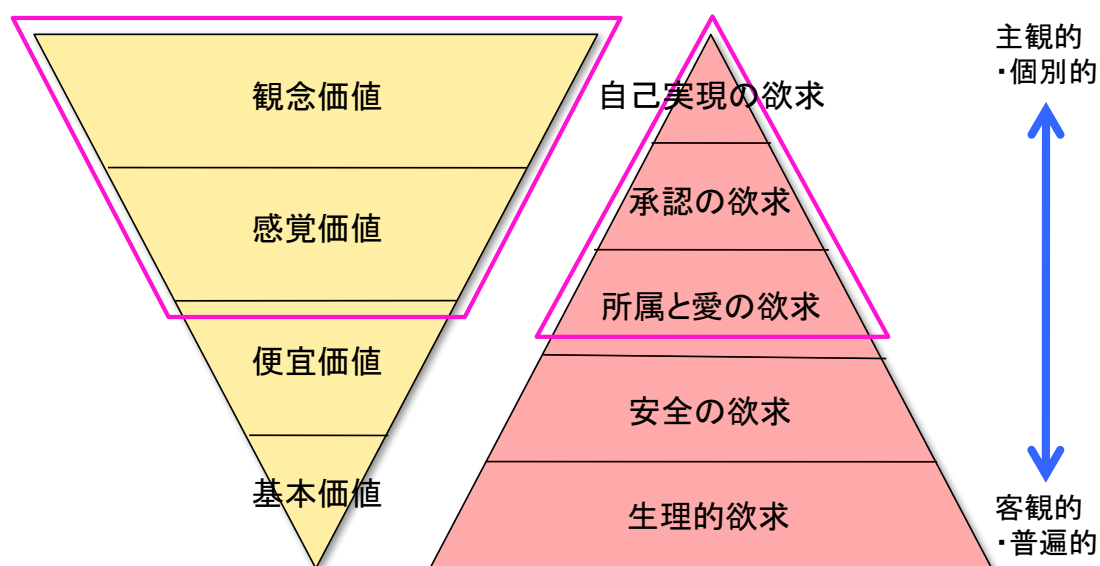 観念価値
感覚価値
便宜価値
基本価値
自己実現の欲求
承認の欲求
所属と愛の欲求
安全の欲求
生理的欲求
主観的
・個別的
客観的
・普遍的